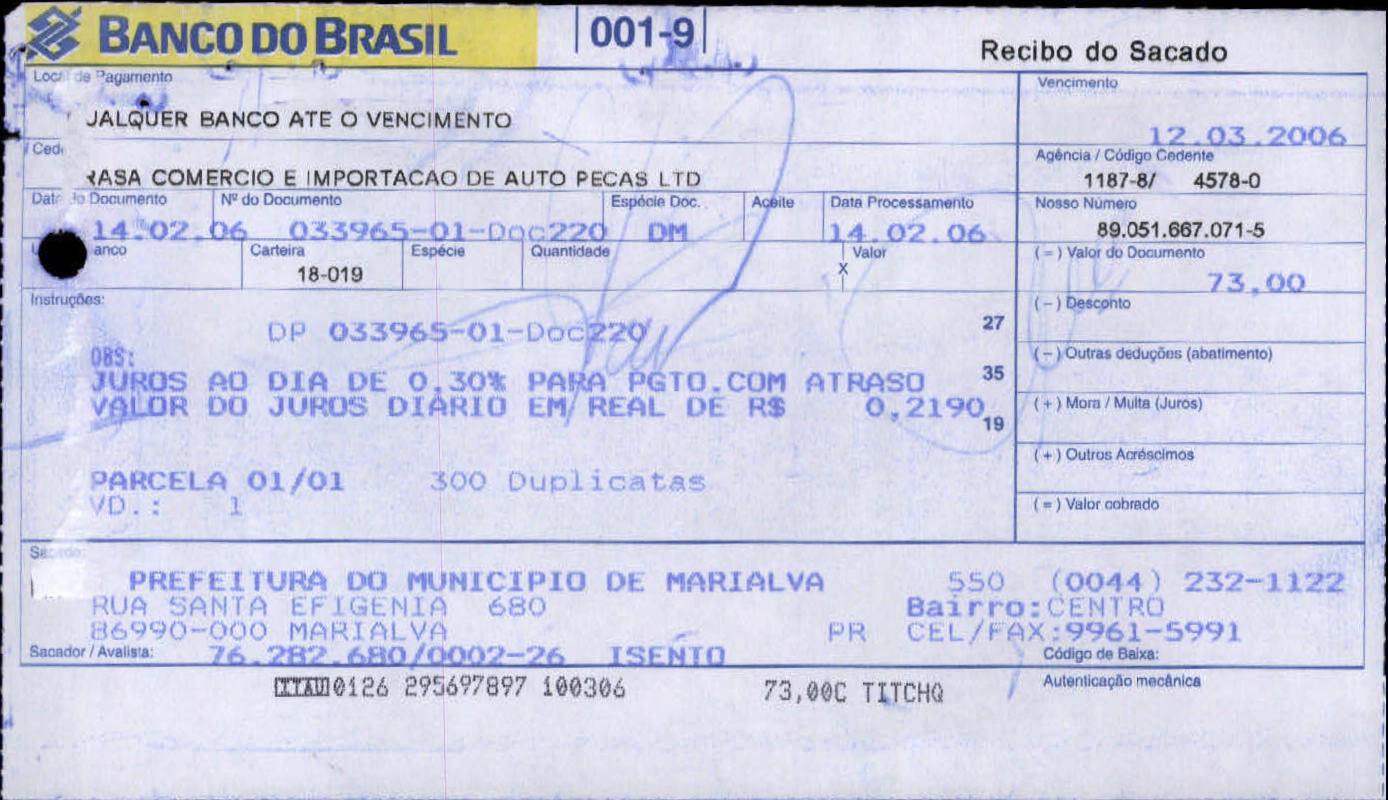 BANCO DO BRASIL 001-9 Recibo do Sacado
Local de Pagamento Vencimento
JALQUER BANCO ATE O VENCIMENTO 12.03.2006
Agência / Código Cedente
ASA COMERCIO E IMPORTACAO DE AUTO PECAS LTD 1187-8/ 4578-0
Data do Documento Nº do Documento Espécie Doc. Aceite Data Processamento Nosso Número
14.02.06 033965-01-Doc220 DM 14.02.06 89.051.667.071-5
anco Carteira Espécie Quantidade Valor ( = ) Valor do Documento
18-019 X 73,00
Instruções: ( - ) Desconto
DP 033965-01-Doc220 27
OBS: ( - ) Outras deduções (abatimento)
JUROS AO DIA DE 0.30% PARA PGTO.COM ATRASO 35
VALOR DO JUROS DIARIO EM REAL DE R$ 0,2190 ( + ) Mora / Multa (Juros)
19
( + ) Outros Acréscimos
PARCELA 01/01 300 Duplicatas
VD.: 1 ( = ) Valor cobrado
Sacado:
PREFEITURA DO MUNICIPIO DE MARIALVA 550 (0044) 232-1122
RUA SANTA EFIGENIA 680 Bairro:CENTRO
86990-000 MARIALVA PR CEL/FAX:9961-5991
Sacador / Avalista: 76.282.680/0002-26 ISENTO Código de Baixa:
ITAU0126 295697897 100306 73,00C TITCHQ Autenticação mecânica